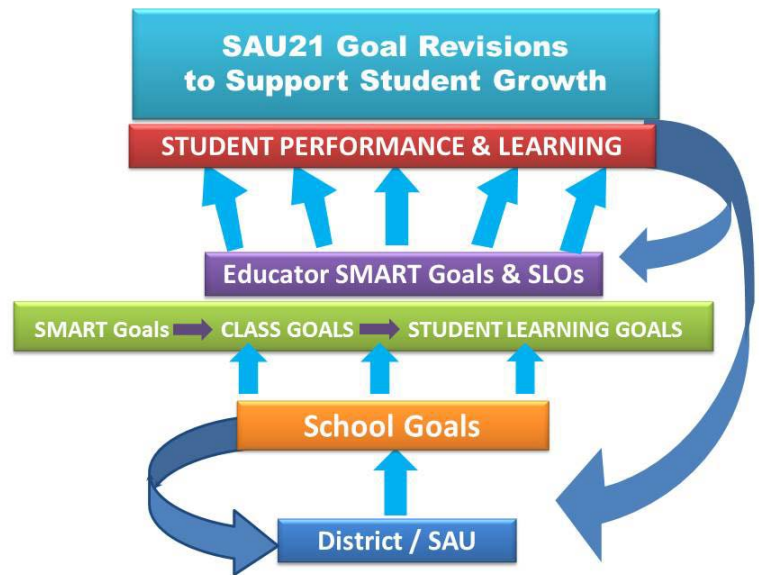 SAU21 Goal Revisions
to Support Student Growth
STUDENT PERFORMANCE & LEARNING
Educator SMART Goals & SLOs
SMART Goals CLASS GOALS STUDENT LEARNING GOALS
School Goals
District / SAU